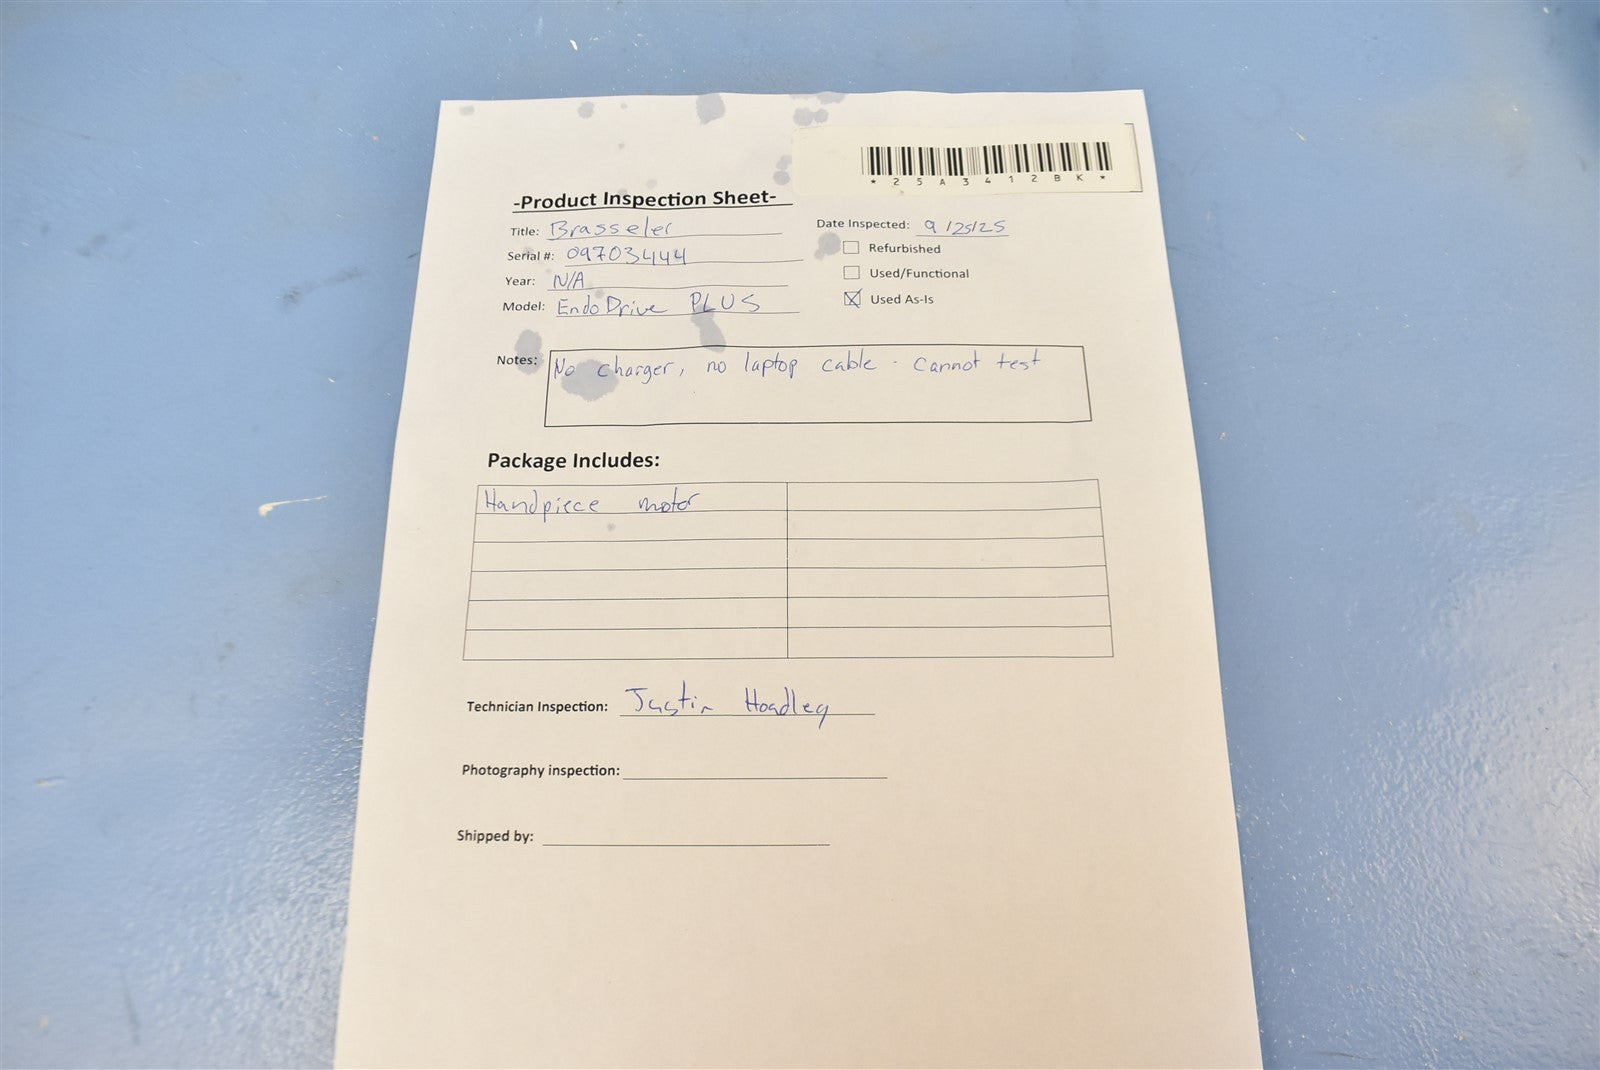 *25A3412BK*
-Product Inspection Sheet-
Title: Brasseler
Date Inspected: 9/25/25
Serial #: 09703444
Refurbished
Year: N/A
Used/Functional
Model: EndoDrive PLUS
Used As-Is
Notes: No charger, no laptop cable - cannot test
Package Includes:
Handpiece motor
Technician Inspection: Justin Hoadley
Photography inspection:
Shipped by: